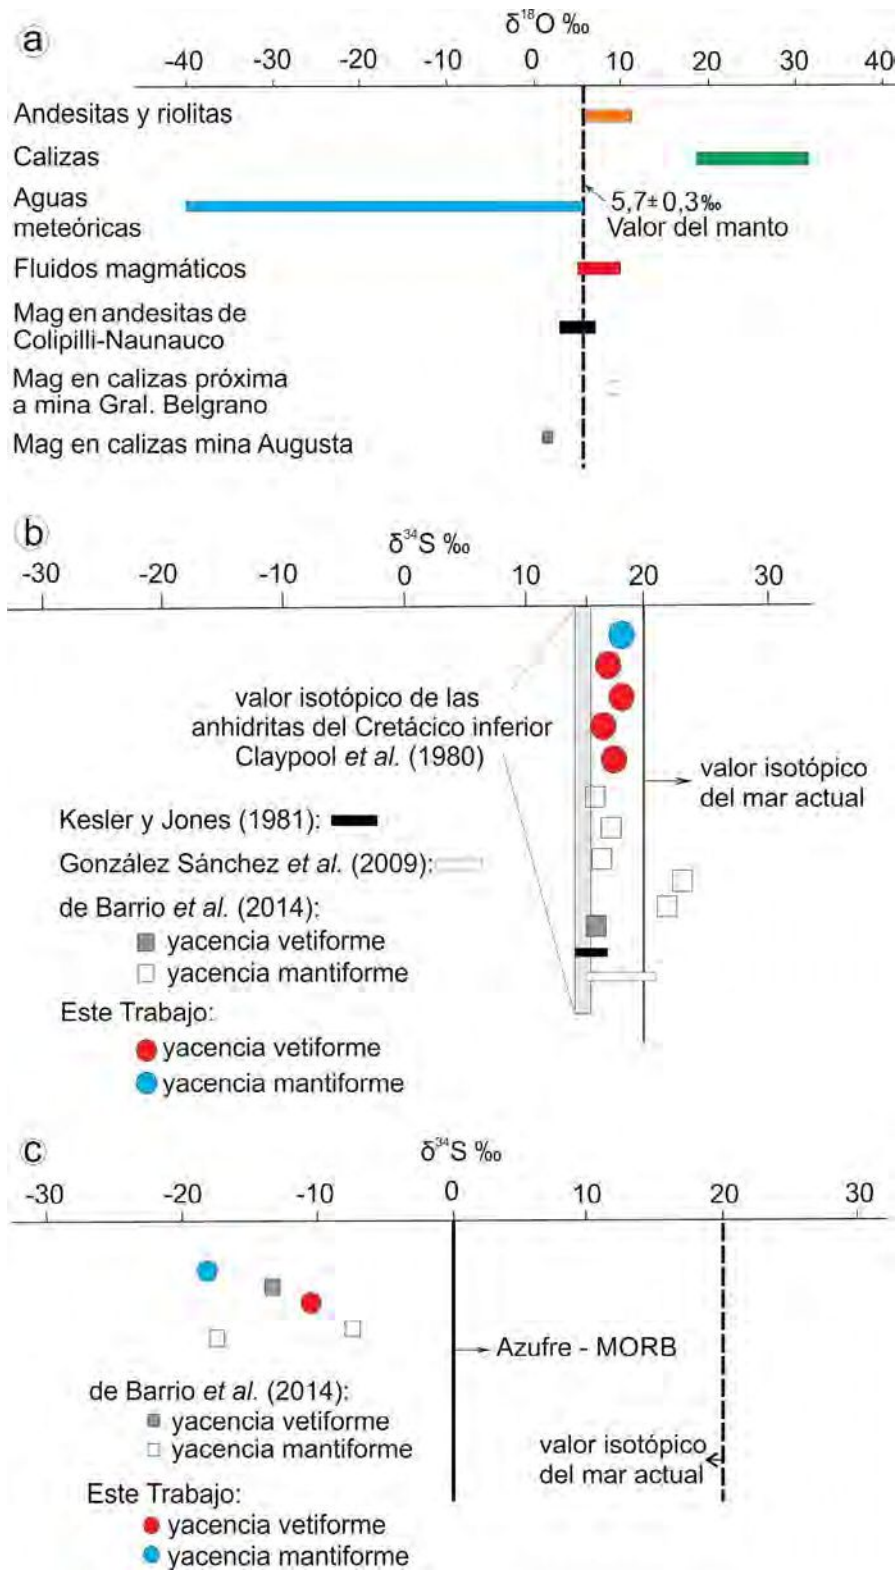 a
δ¹⁸O ‰
-40 -30 -20 -10 0 10 20 30 40
Andesitas y riolitas
Calizas
Aguas
meteóricas
5,7± 0,3‰
Valor del manto
Fluidos magmáticos
Mag en andesitas de
Colipilli-Naunauco
Mag en calizas próxima
a mina Gral. Belgrano
Mag en calizas mina Augusta
b
δ³⁴S ‰
-30 -20 -10 0 10 20 30
valor isotópico de las
anhidritas del Cretácico inferior
Claypool et al. (1980)
valor isotópico
del mar actual
Kesler y Jones (1981):
González Sánchez et al. (2009):
de Barrio et al. (2014):
yacencia vetiforme
yacencia mantiforme
Este Trabajo:
yacencia vetiforme
yacencia mantiforme
c
δ³⁴S ‰
-30 -20 -10 0 10 20 30
Azufre - MORB
de Barrio et al. (2014):
yacencia vetiforme
yacencia mantiforme
valor isotópico
del mar actual
Este Trabajo:
yacencia vetiforme
yacencia mantiforme